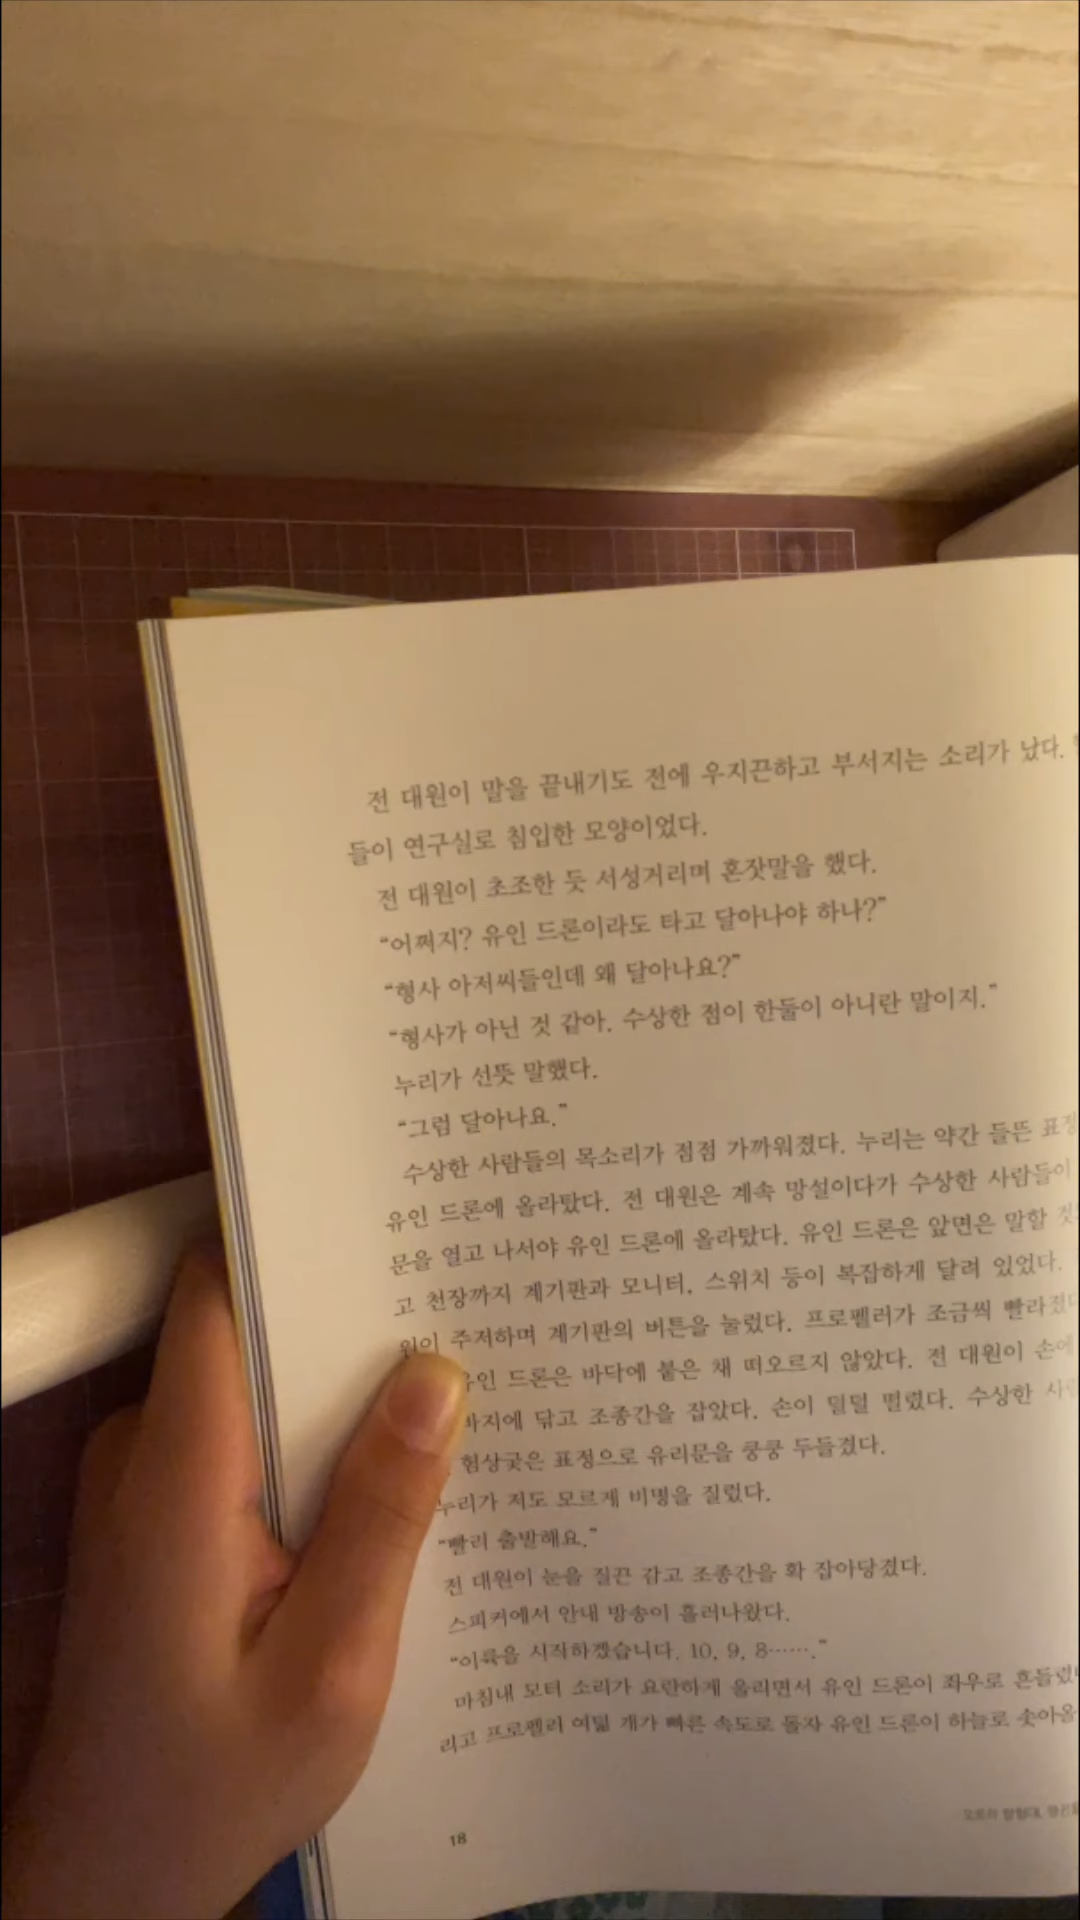 전 대원이 말을 끝내기도 전에 우지끈하고 부서지는 소리가 났다.
들이 연구실로 침입한 모양이었다.
전 대원이 초조한 듯 서성거리며 혼잣말을 했다.
“어쩌지? 유인 드론이라도 타고 달아나야 하나?”
“형사 아저씨들인데 왜 달아나요?”
“형사가 아닌 것 같아. 수상한 점이 한둘이 아니란 말이지.”
누리가 선뜻 말했다.
“그럼 달아나요.”
수상한 사람들의 목소리가 점점 가까워졌다. 누리는 약간 들뜬
유인 드론에 올라탔다. 전 대원은 계속 망설이다가 수상한 사람들이
문을 열고 나서야 유인 드론에 올라탔다. 유인 드론은 앞면은 말할
고 천장까지 계기판과 모니터, 스위치 등이 복잡하게 달려 있었다.
원이 주저하며 계기판의 버튼을 눌렀다. 프로펠러가 조금씩 빨라졌다
유인 드론은 바닥에 붙은 채 떠오르지 않았다. 전 대원이 손에
바지에 닦고 조종간을 잡았다. 손이 덜덜 떨렸다. 수상한
험상궂은 표정으로 유리문을 쿵쿵 두들겼다.
누리가 저도 모르게 비명을 질렀다.
“빨리 출발해요.”
전 대원이 눈을 질끈 감고 조종간을 확 잡아당겼다.
스피커에서 안내 방송이 흘러나왔다.
“이륙을 시작하겠습니다. 10, 9, 8…….”
마침내 모터 소리가 요란하게 울리면서 유인 드론이 좌우로 흔들렸
리고 프로펠러 여덟 개가 빠른 속도로 돌자 유인 드론이 하늘로 솟아올
18